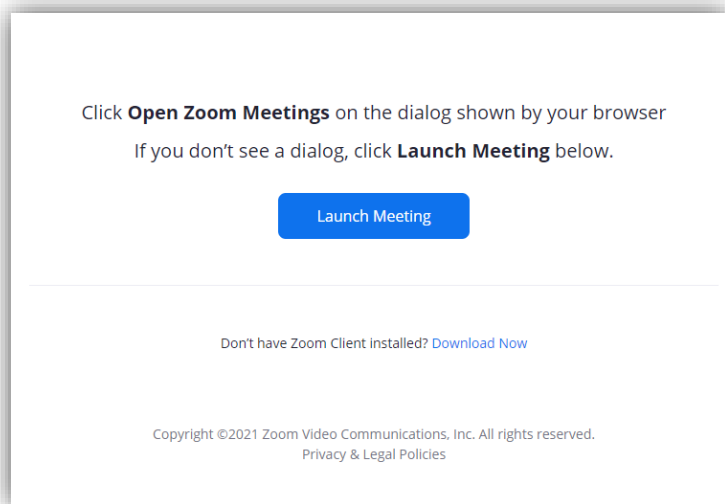 Click Open Zoom Meetings on the dialog shown by your browser
If you don’t see a dialog, click Launch Meeting below.
Launch Meeting
Don’t have Zoom Client installed? Download Now
Copyright ©2021 Zoom Video Communications, Inc. All rights reserved.
Privacy & Legal Policies